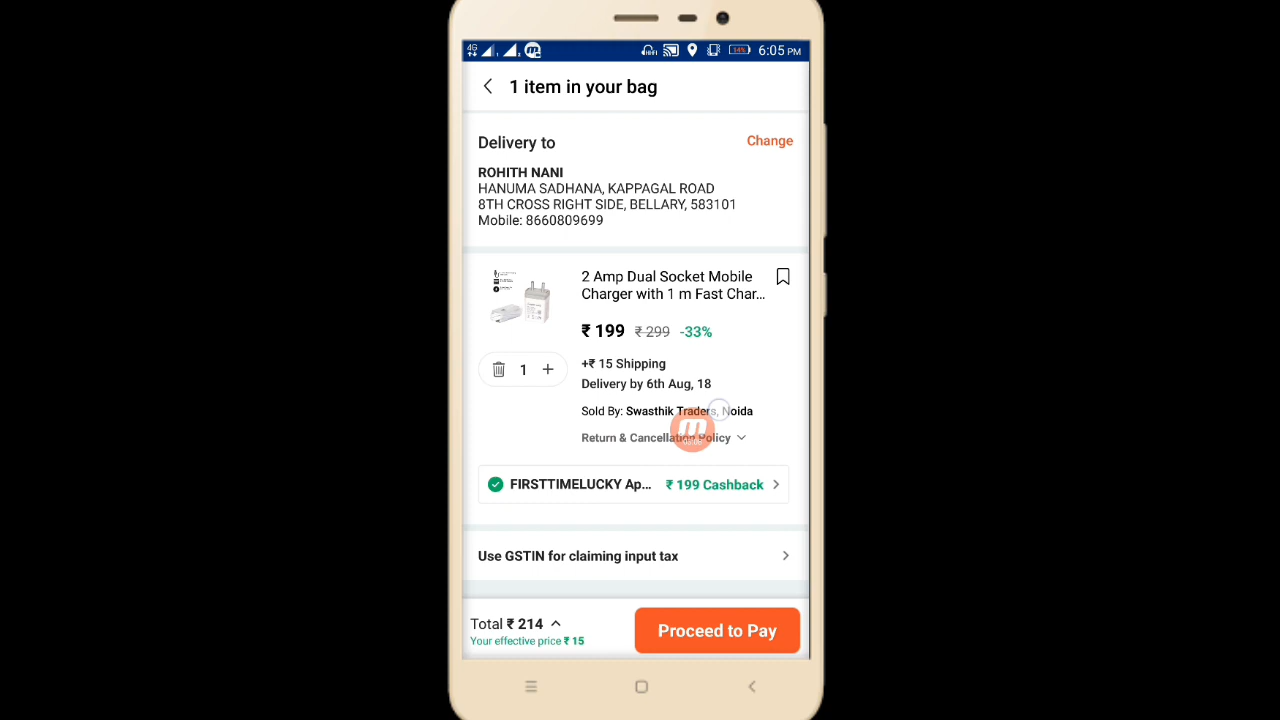 4G 14% 6:05 PM
1 item in your bag
Delivery to Change
ROHITH NANI
HANUMA SADHANA, KAPPAGAL ROAD
8TH CROSS RIGHT SIDE, BELLARY, 583101
Mobile: 8660809699
2 Amp Dual Socket Mobile
Charger with 1 m Fast Char...
₹ 199 ₹ 299 -33%
1
+₹ 15 Shipping
Delivery by 6th Aug, 18
Sold By: Swasthik Traders, Noida
Return & Cancellation Policy
FIRSTTIMELUCKY Ap... ₹ 199 Cashback
Use GSTIN for claiming input tax
Total ₹ 214
Your effective price ₹ 15
Proceed to Pay